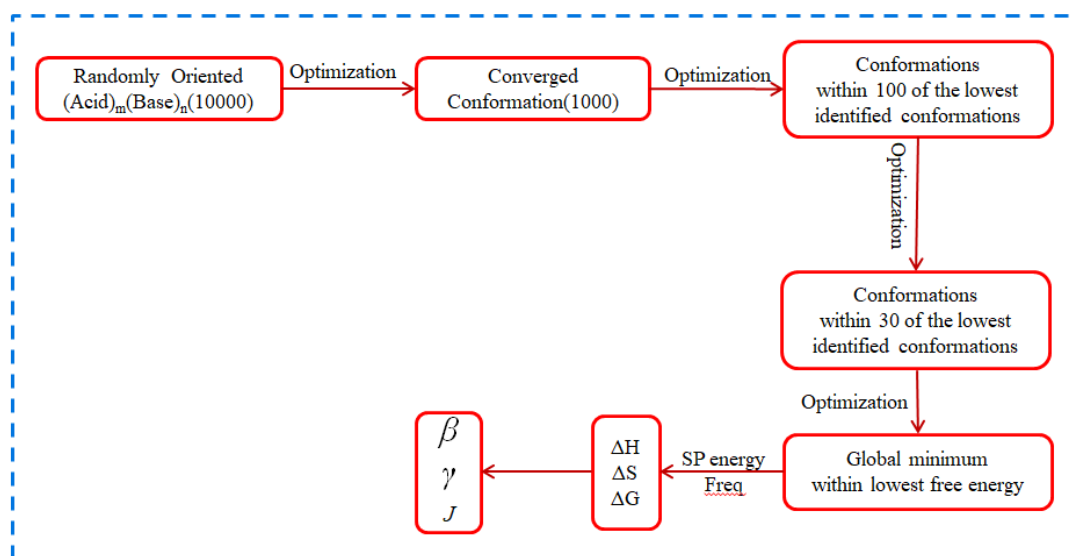 Randomly Oriented
(Acid)ₘ(Base)ₙ(10000)
Optimization
Converged
Conformation(1000)
Optimization
Conformations
within 100 of the lowest
identified conformations
Optimization
Conformations
within 30 of the lowest
identified conformations
Optimization
Global minimum
within lowest free energy
SP energy
Freq
ΔH
ΔS
ΔG
β
γ
J